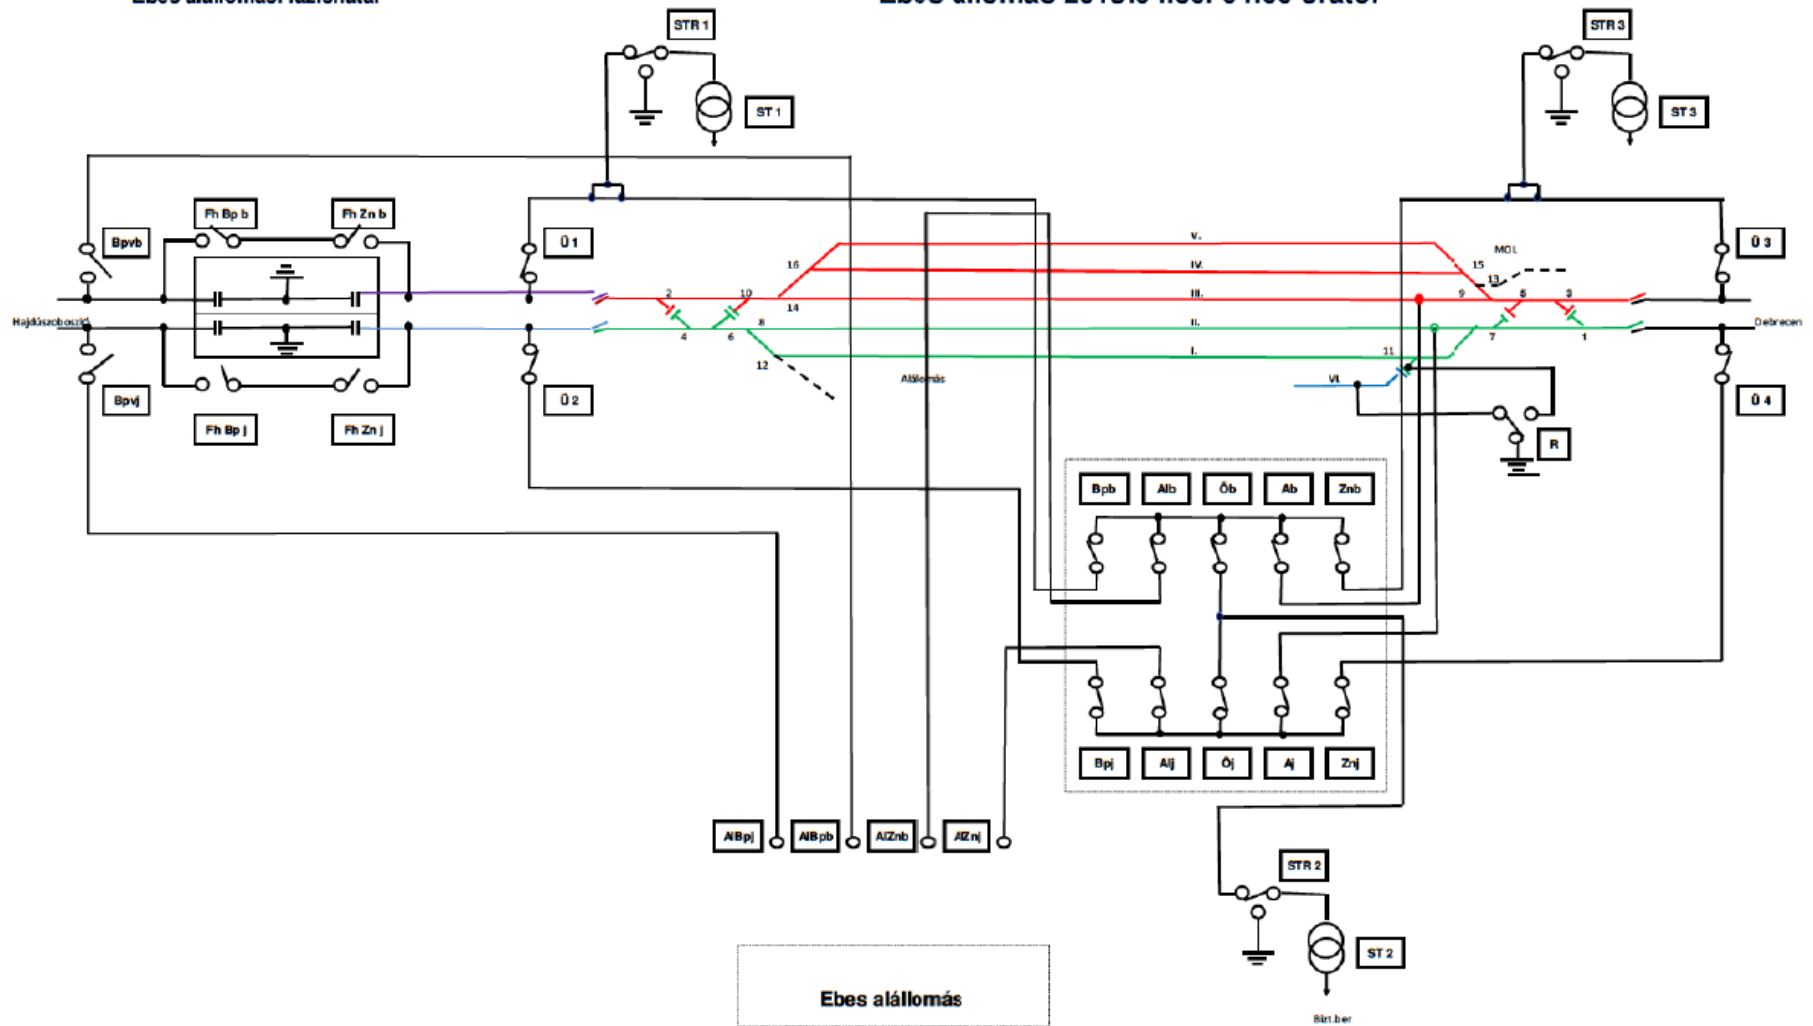 STR 1
STR 3
ST 1
ST 3
Fh Bp b
Fh Zn b
Bpvb
Ü 1
Ü 3
V.
MOL
16
IV.
15
13
2
10
14
III.
9
5
3
Hajdúszoboszló
Debrecen
4
6
8
II.
7
1
12
I.
11
Alállomás
VI.
Bpvj
Ü 2
Ü 4
Fh Bp j
Fh Zn j
R
Bpb
Alb
Öb
Ab
Znb
Bpj
Alj
Öj
Aj
Znj
AlBpj
AlBpb
AlZnb
AlZnj
STR 2
ST 2
Ebes alállomás
Bizt.ber